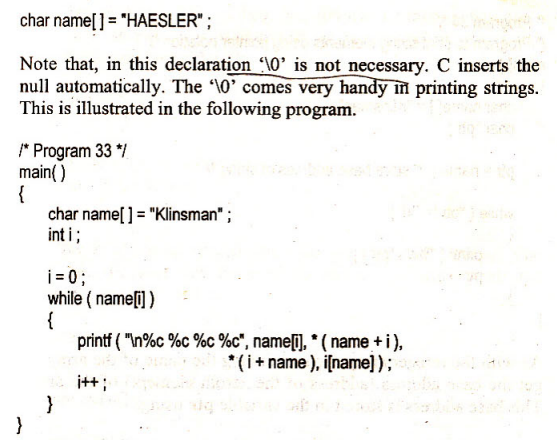 char name[ ] = "HAESLER" ;
Note that, in this declaration '\0' is not necessary. C inserts the
null automatically. The '\0' comes very handy in printing strings.
This is illustrated in the following program.
/* Program 33 */
main( )
{
char name[ ] = "Klinsman" ;
int i ;
i = 0 ;
while ( name[i] )
{
printf ( "\n%c %c %c %c", name[i], * ( name + i ),
* ( i + name ), i[name] ) ;
i++ ;
}
}